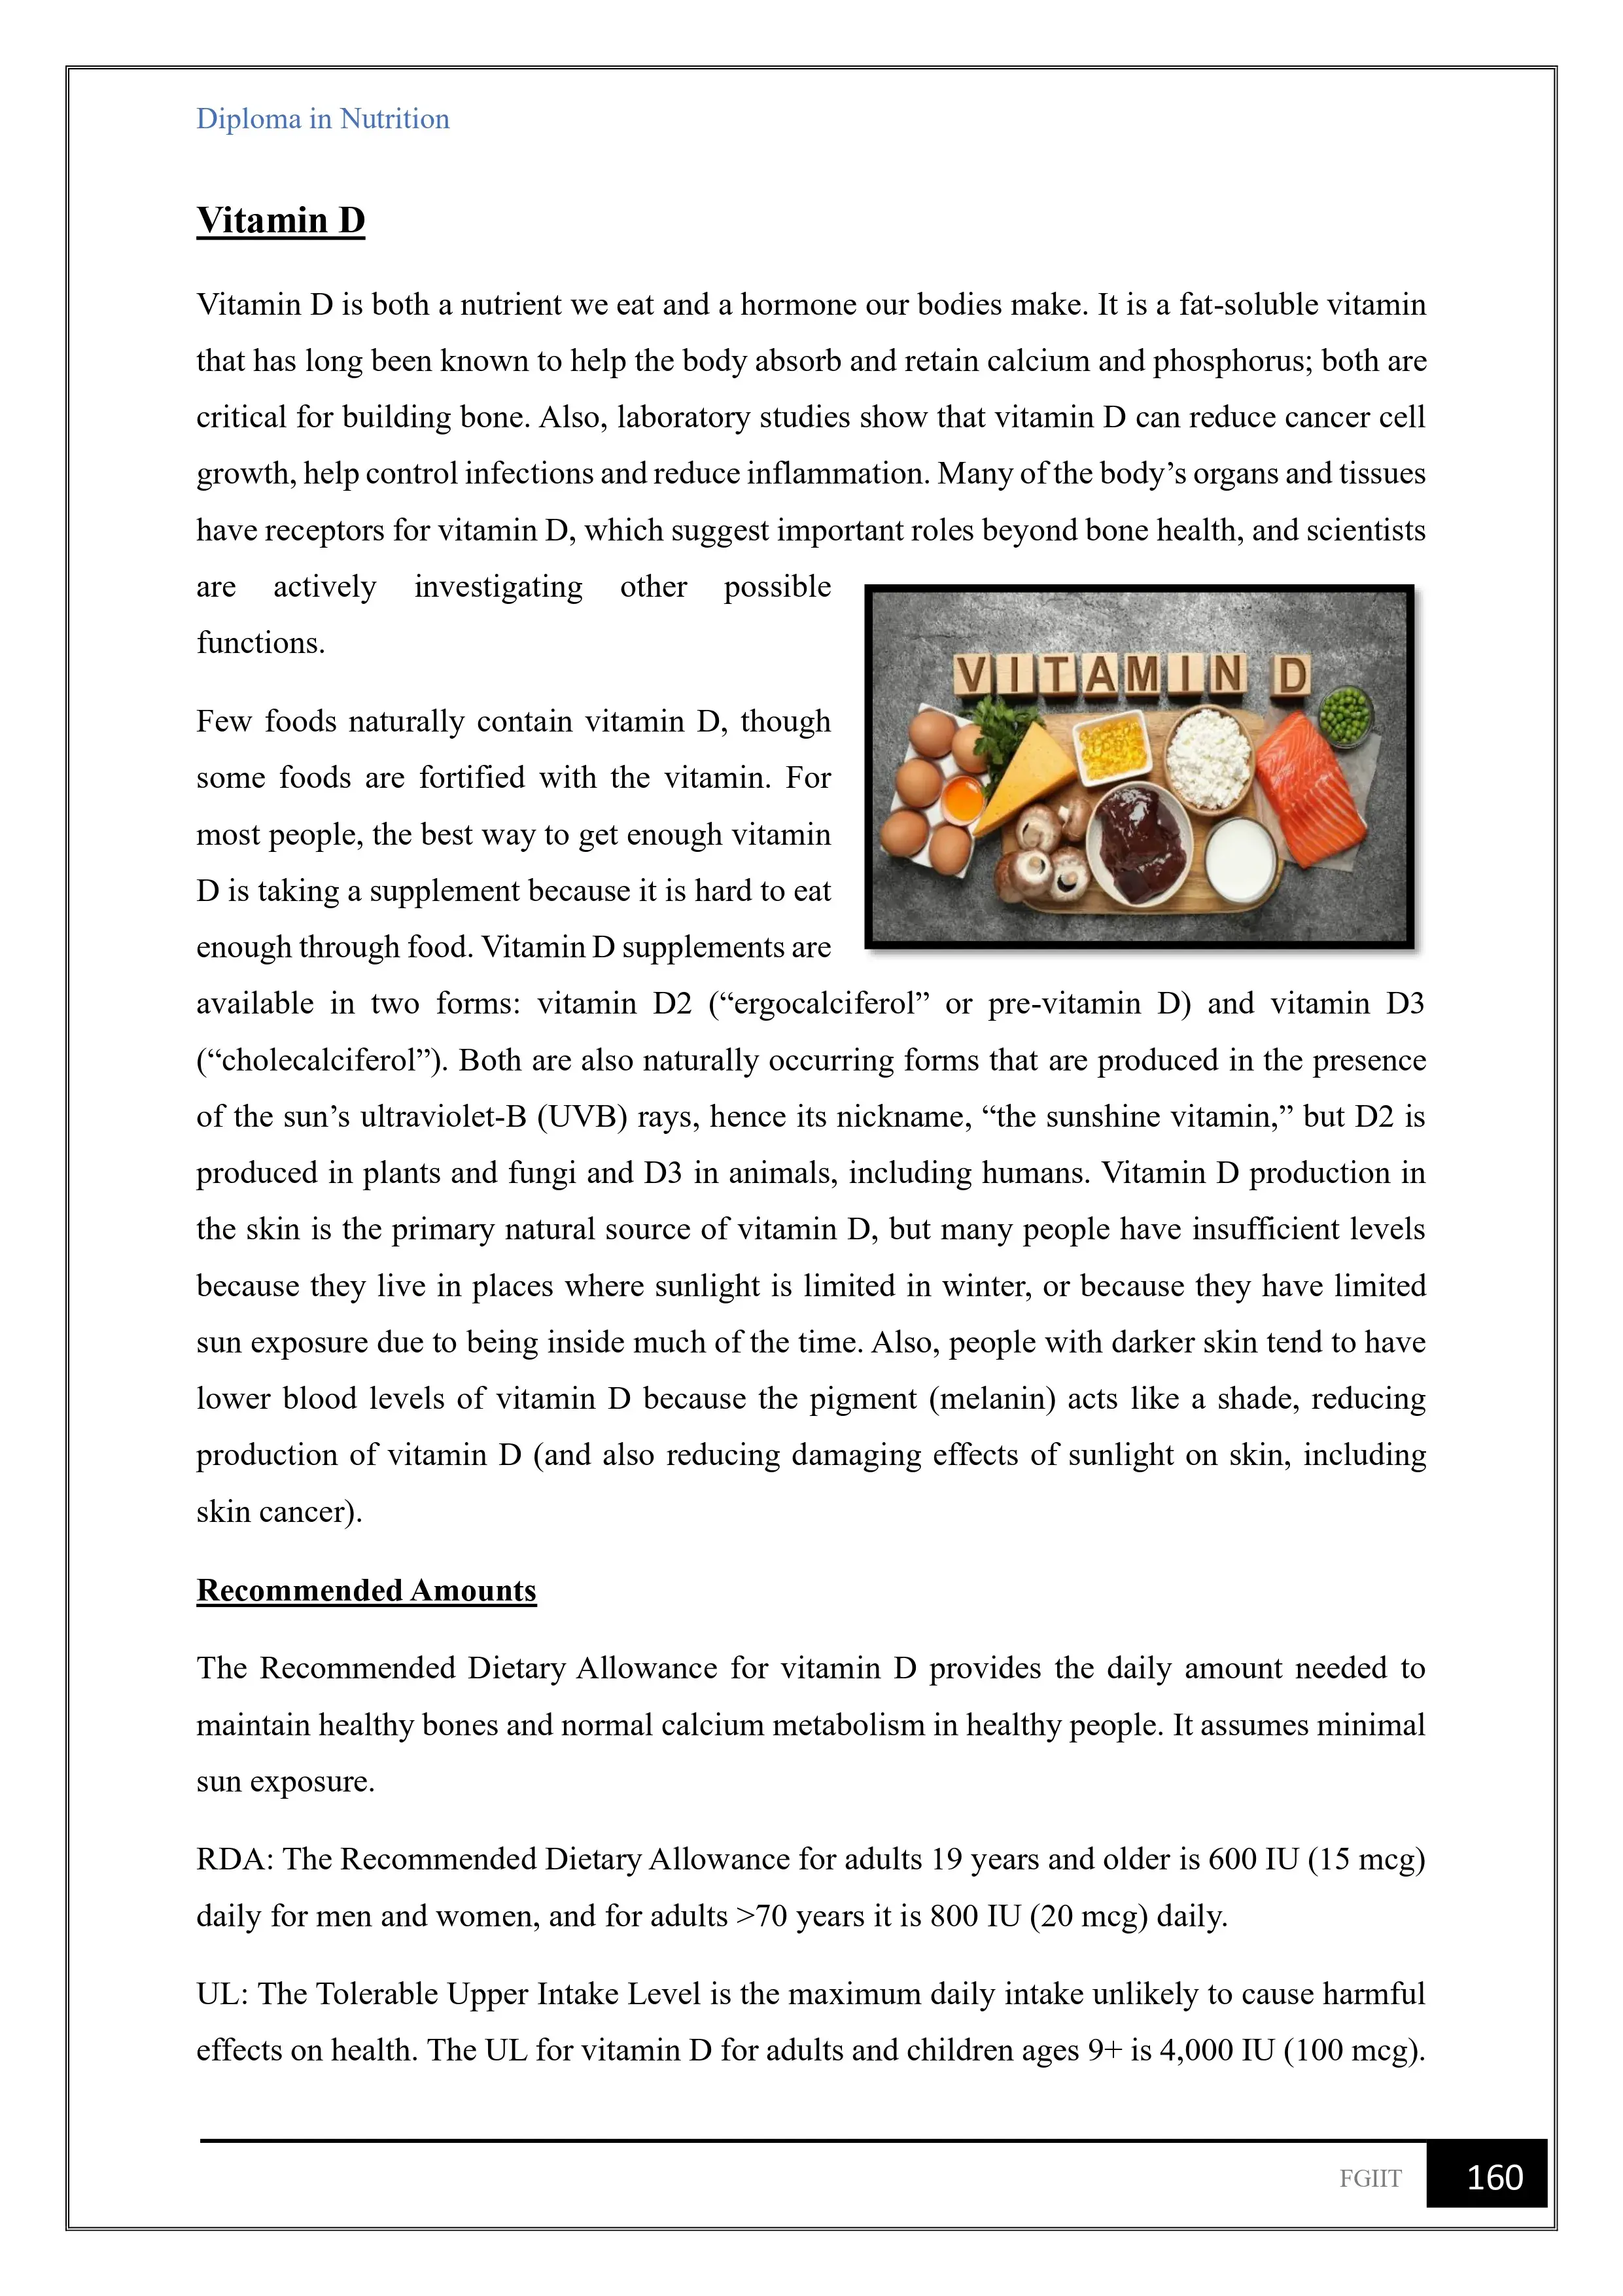 Diploma in Nutrition
Vitamin D
Vitamin D is both a nutrient we eat and a hormone our bodies make. It is a fat-soluble vitamin
that has long been known to help the body absorb and retain calcium and phosphorus; both are
critical for building bone. Also, laboratory studies show that vitamin D can reduce cancer cell
growth, help control infections and reduce inflammation. Many of the body’s organs and tissues
have receptors for vitamin D, which suggest important roles beyond bone health, and scientists
are actively investigating other possible
functions.
VITAMIN D
Few foods naturally contain vitamin D, though
some foods are fortified with the vitamin. For
most people, the best way to get enough vitamin
D is taking a supplement because it is hard to eat
enough through food. Vitamin D supplements are
available in two forms: vitamin D2 (“ergocalciferol” or pre-vitamin D) and vitamin D3
(“cholecalciferol”). Both are also naturally occurring forms that are produced in the presence
of the sun’s ultraviolet-B (UVB) rays, hence its nickname, “the sunshine vitamin,” but D2 is
produced in plants and fungi and D3 in animals, including humans. Vitamin D production in
the skin is the primary natural source of vitamin D, but many people have insufficient levels
because they live in places where sunlight is limited in winter, or because they have limited
sun exposure due to being inside much of the time. Also, people with darker skin tend to have
lower blood levels of vitamin D because the pigment (melanin) acts like a shade, reducing
production of vitamin D (and also reducing damaging effects of sunlight on skin, including
skin cancer).
Recommended Amounts
The Recommended Dietary Allowance for vitamin D provides the daily amount needed to
maintain healthy bones and normal calcium metabolism in healthy people. It assumes minimal
sun exposure.
RDA: The Recommended Dietary Allowance for adults 19 years and older is 600 IU (15 mcg)
daily for men and women, and for adults >70 years it is 800 IU (20 mcg) daily.
UL: The Tolerable Upper Intake Level is the maximum daily intake unlikely to cause harmful
effects on health. The UL for vitamin D for adults and children ages 9+ is 4,000 IU (100 mcg).
FGIIT 160